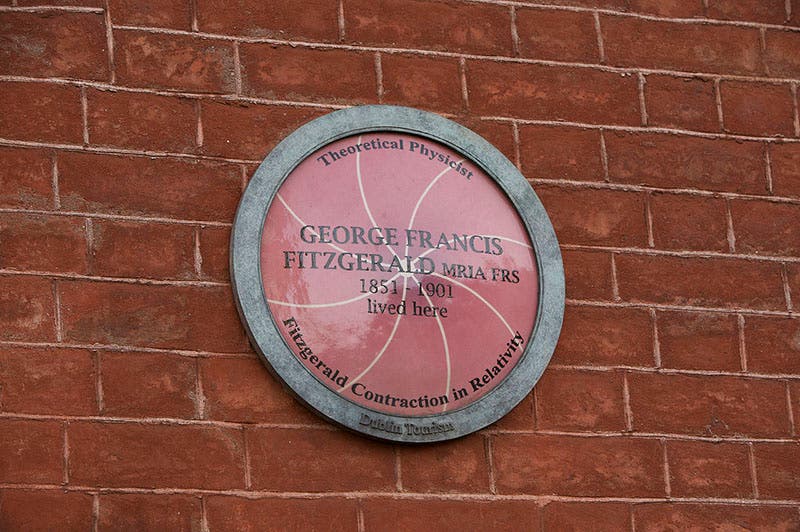 Theoretical Physicist
GEORGE FRANCIS
FITZGERALD MRIA FRS
1851 - 1901
lived here
Fitzgerald Contraction in Relativity
Dublin Tourism